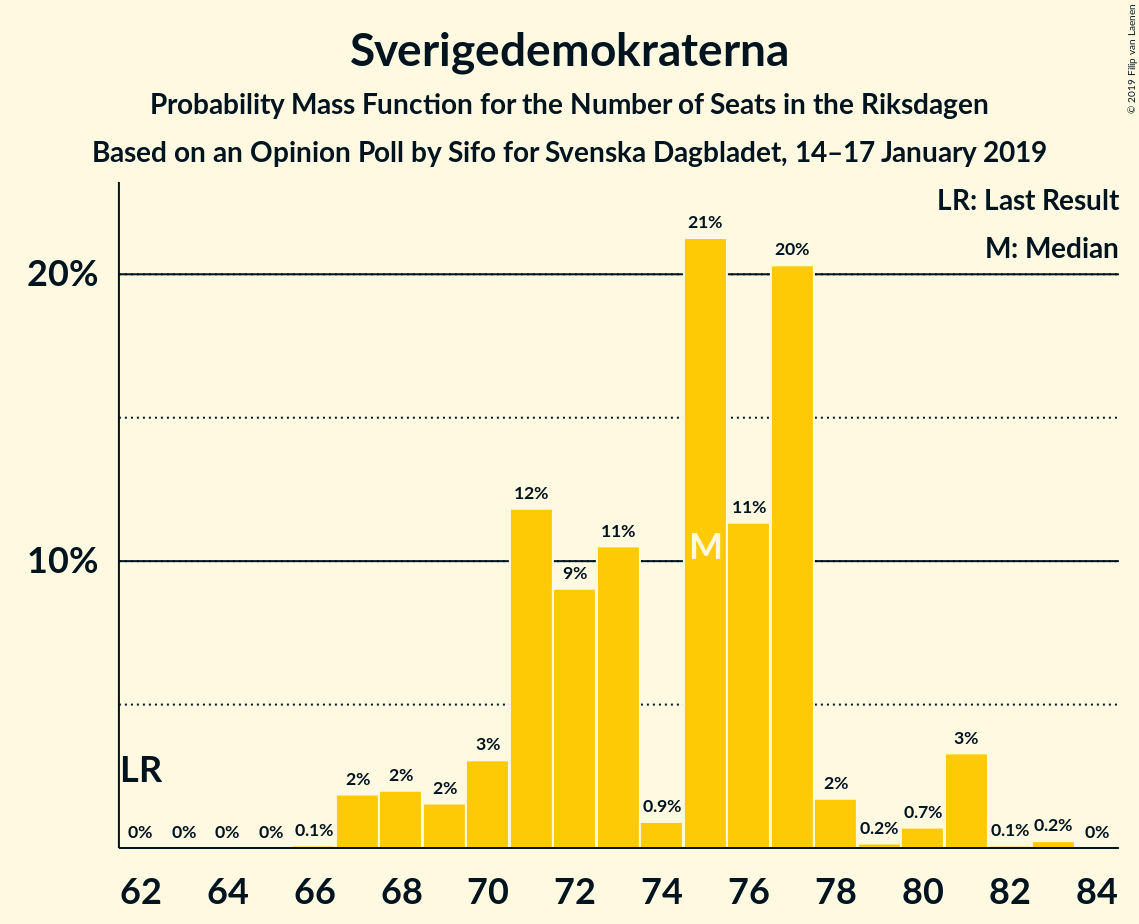 Sverigedemokraterna
Probability Mass Function for the Number of Seats in the Riksdagen
Based on an Opinion Poll by Sifo for Svenska Dagbladet, 14–17 January 2019
© 2019 Filip van Laenen
LR: Last Result
M: Median
20%
10%
LR
M
0%
0%
0%
0%
0.1%
2%
2%
2%
3%
12%
9%
11%
0.9%
21%
11%
20%
2%
0.2%
0.7%
3%
0.1%
0.2%
0%
62 64 66 68 70 72 74 76 78 80 82 84